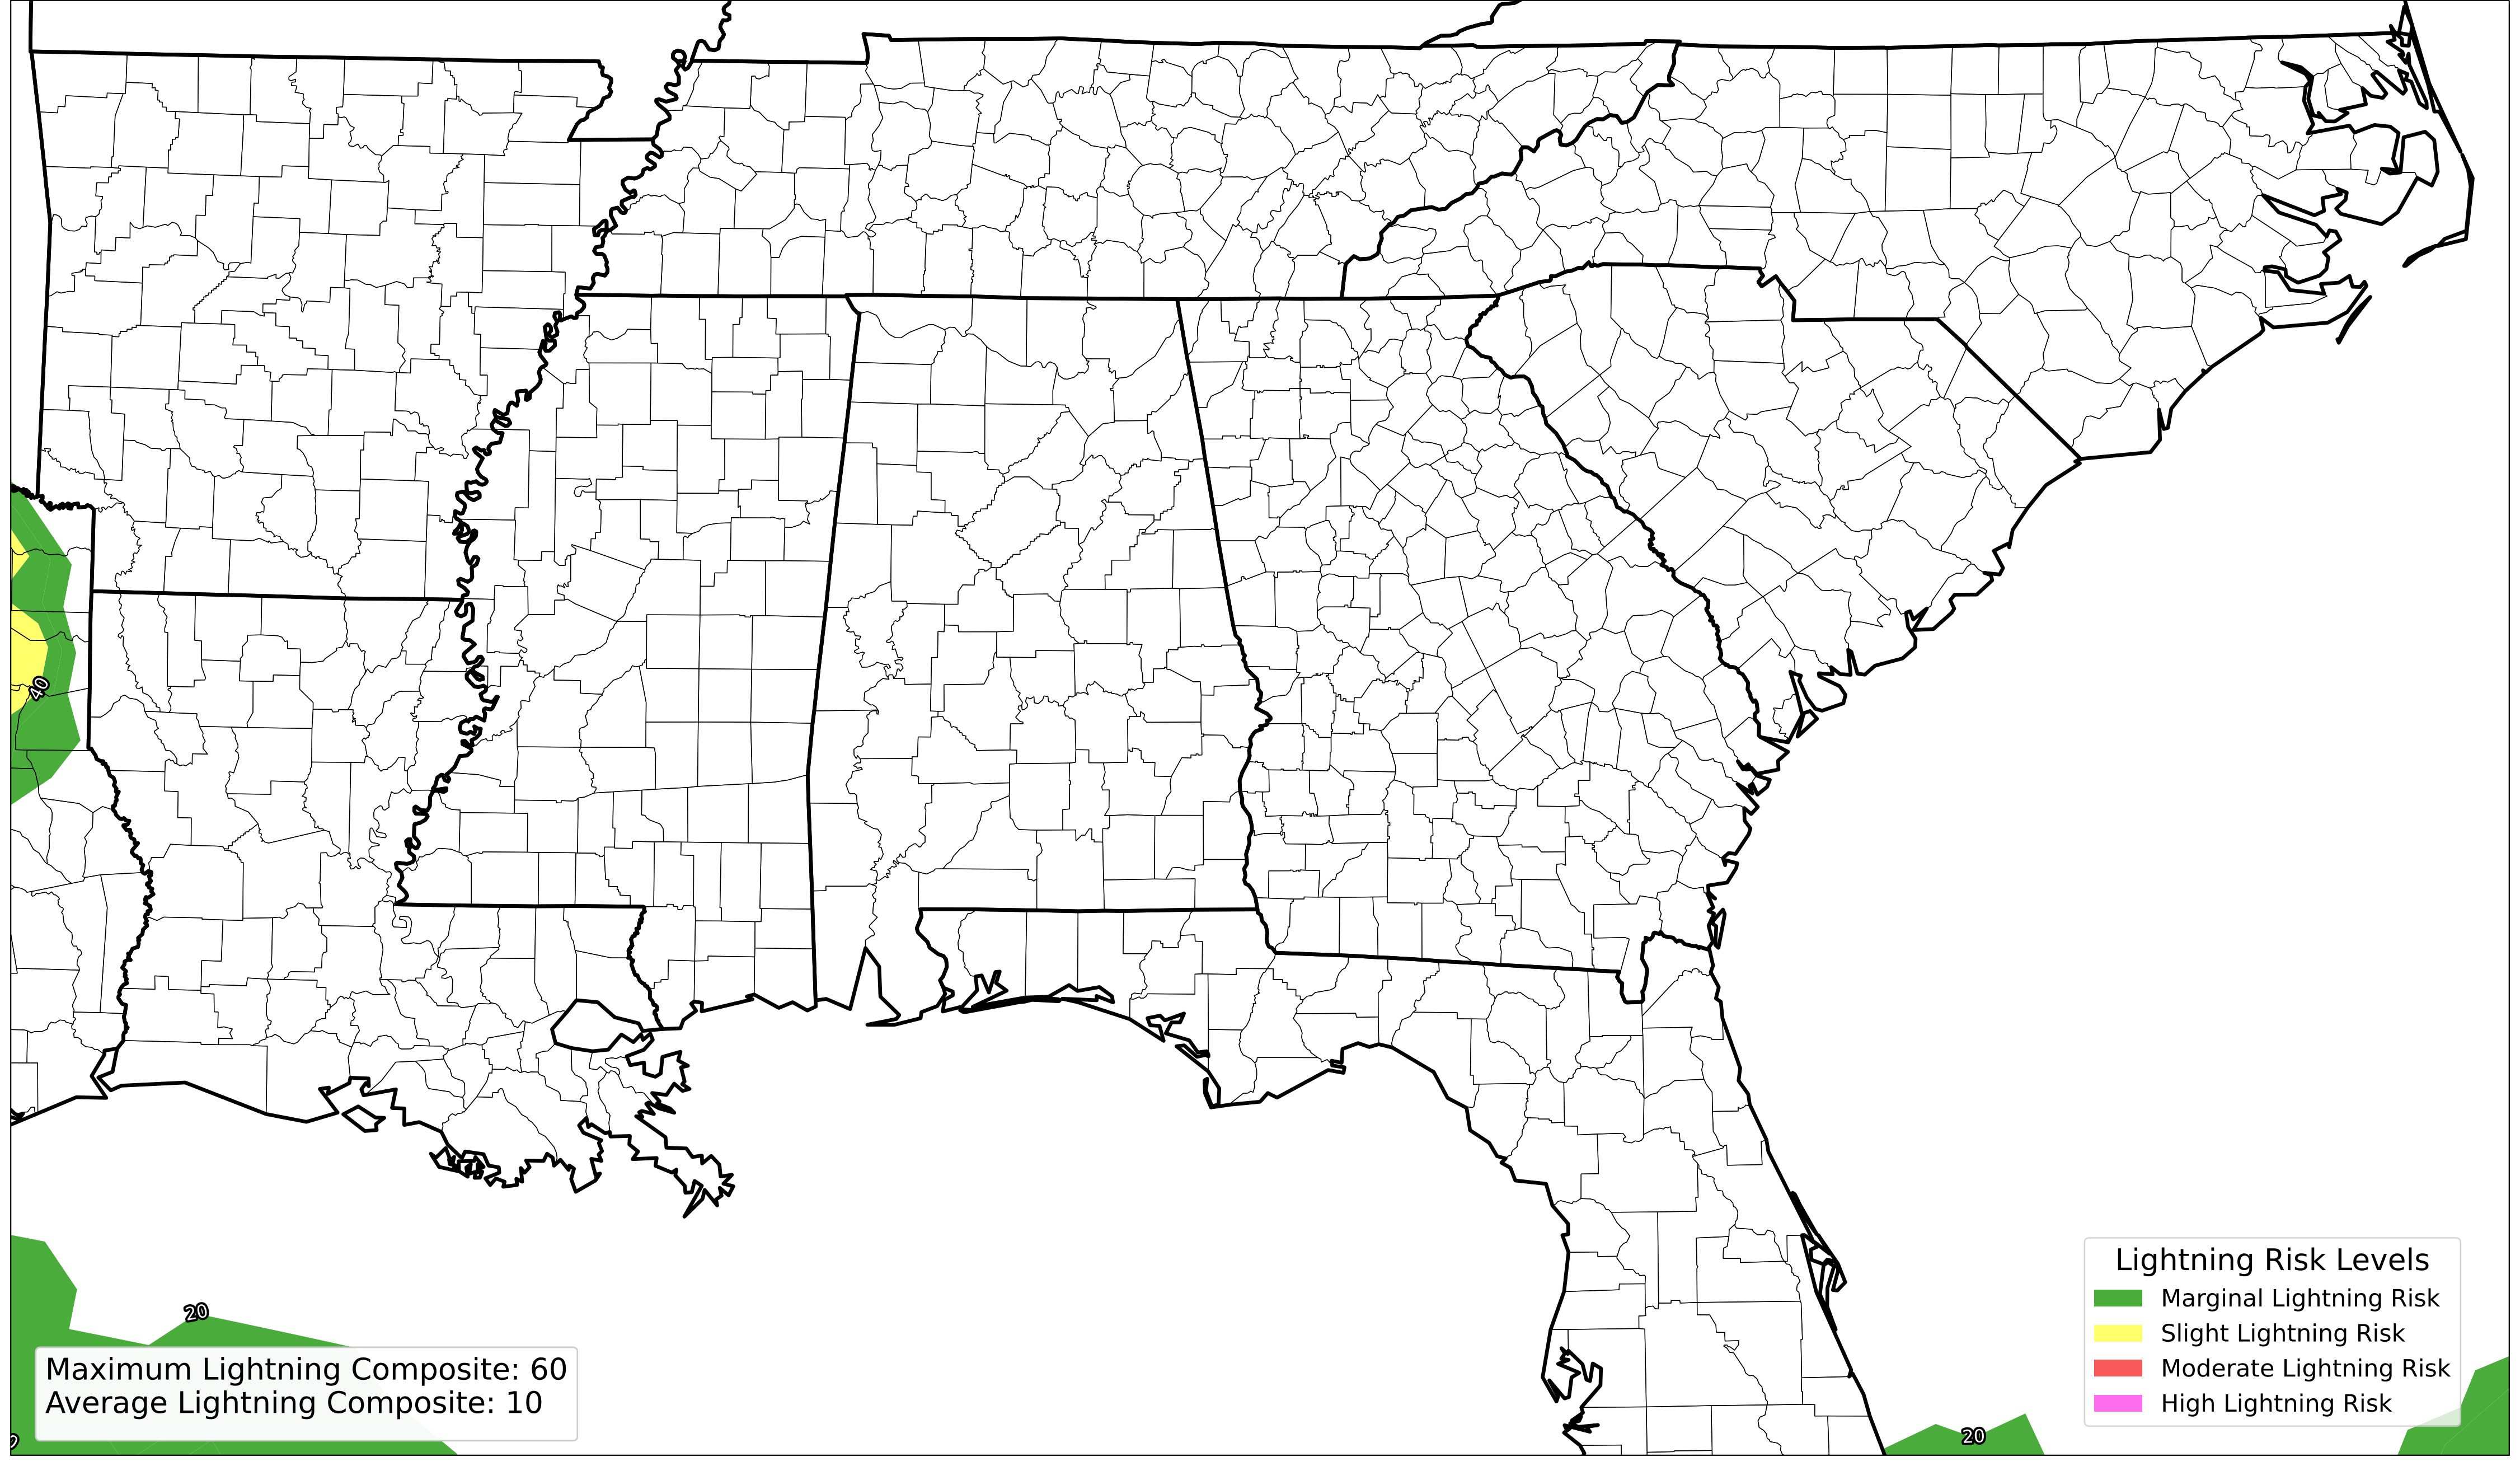 40
20
Maximum Lightning Composite: 60
Average Lightning Composite: 10
Lightning Risk Levels
Marginal Lightning Risk
Slight Lightning Risk
Moderate Lightning Risk
High Lightning Risk
20